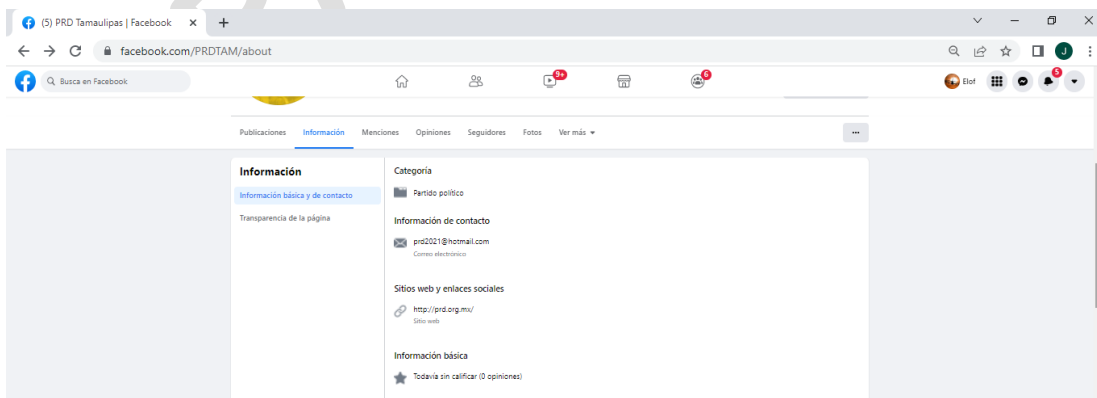 (5) PRD Tamaulipas | Facebook
facebook.com/PRDTAM/about
J
Busca en Facebook
9+
6
Elof
5
Publicaciones Información Menciones Opiniones Seguidores Fotos Ver más
Información
Información básica y de contacto
Transparencia de la página
Categoría
Partido político
Información de contacto
prd2021@hotmail.com
Correo electrónico
Sitios web y enlaces sociales
http://prd.org.mx/
Sitio web
Información básica
Todavía sin calificar (0 opiniones)